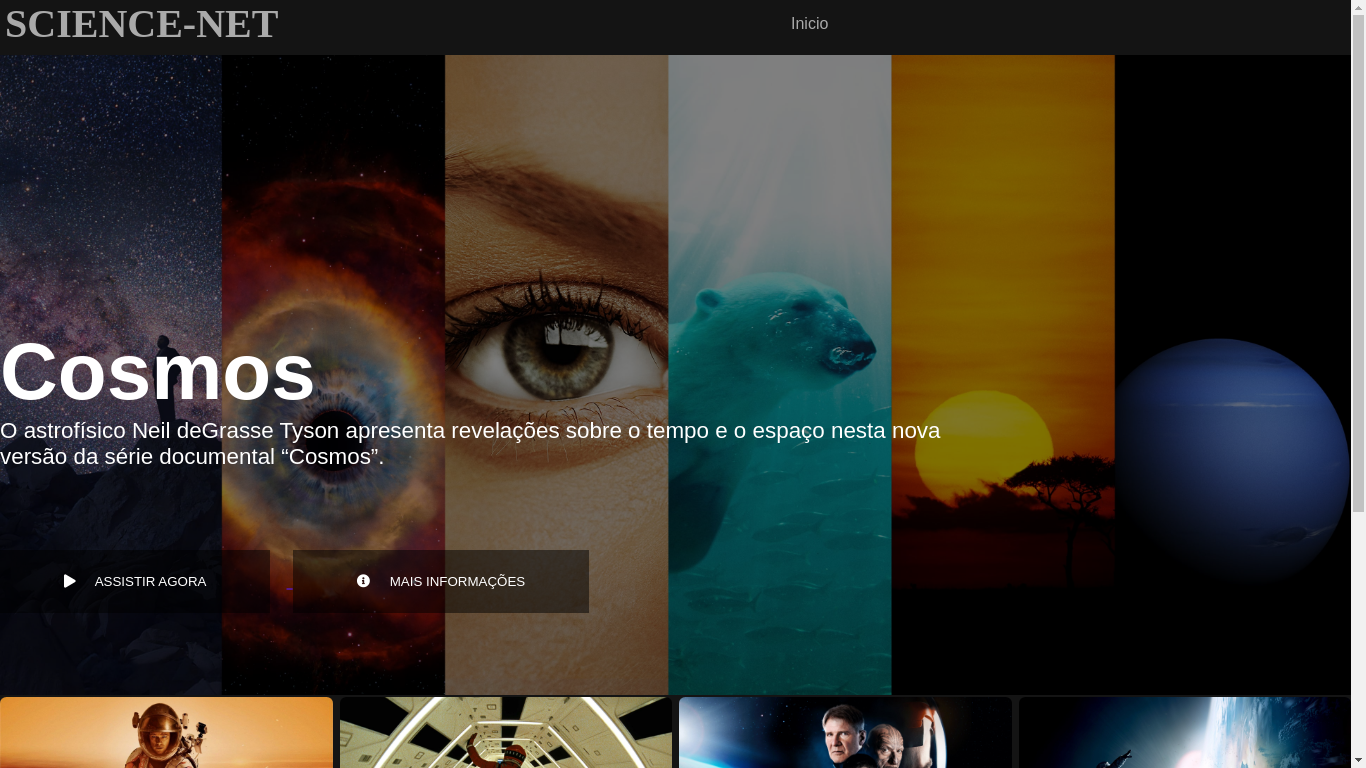 SCIENCE-NET
Inicio
Cosmos
O astrofísico Neil deGrasse Tyson apresenta revelações sobre o tempo e o espaço nesta nova
versão da série documental “Cosmos”.
ASSISTIR AGORA
MAIS INFORMAÇÕES